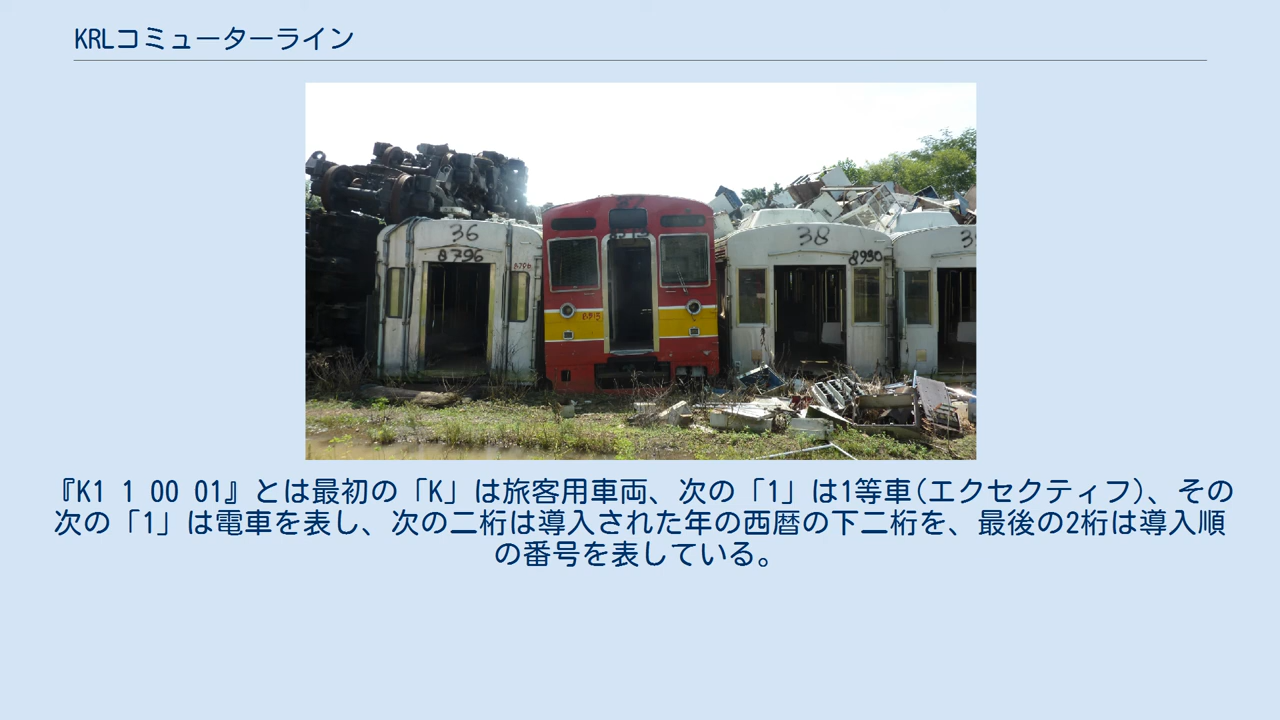 KRLコミューターライン
36
8796
8796
8313
38
8930
『K1 1 00 01』とは最初の「K」は旅客用車両、次の「1」は1等車(エクセクティフ)、その
次の「1」は電車を表し、次の二桁は導入された年の西暦の下二桁を、最後の2桁は導入順
の番号を表している。